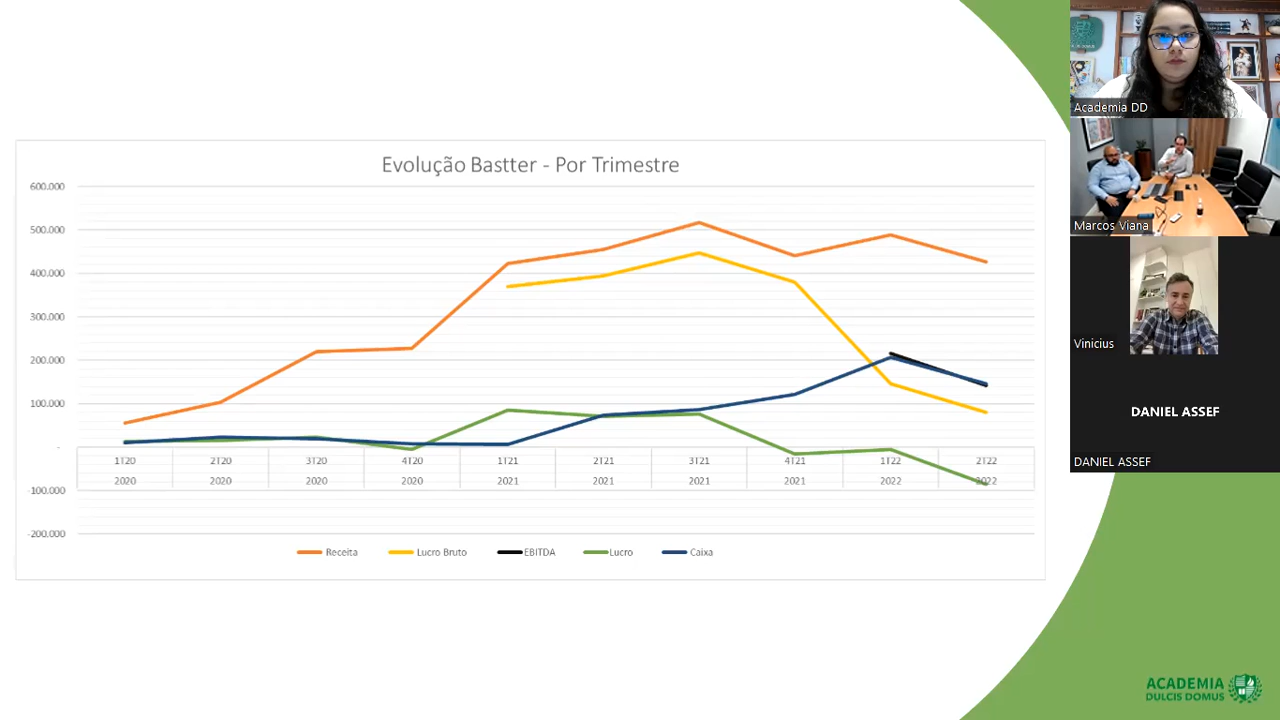 Evolução Bastter - Por Trimestre
600.000
500.000
400.000
300.000
200.000
100.000
-
-100.000
-200.000
1T20 2T20 3T20 4T20 1T21 2T21 3T21 4T21 1T22 2T22
2020 2020 2020 2020 2021 2021 2021 2021 2022 2022
Receita Lucro Bruto EBITDA Lucro Caixa
Academia DD
Marcos Viana
Vinicius
DANIEL ASSEF
DANIEL ASSEF
ACADEMIA
DULCIS DOMUS